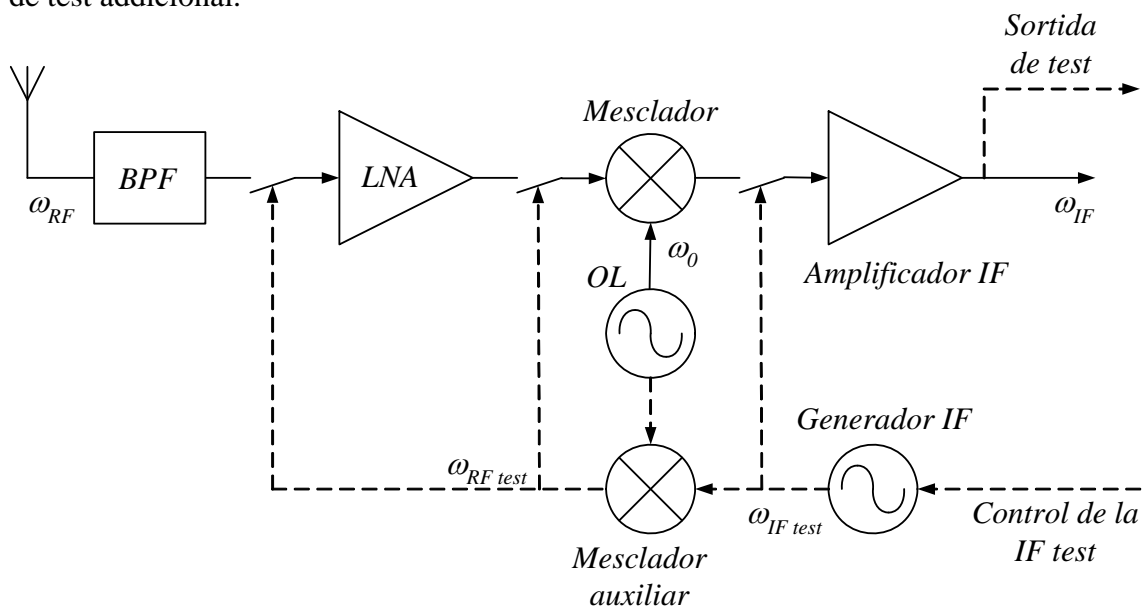 de test addicional.
Sortida
de test
Mesclador
BPF
LNA
ω_RF
ω_0
OL
ω_IF
Amplificador IF
Generador IF
ω_RF test
ω_IF test
Control de la
IF test
Mesclador
auxiliar